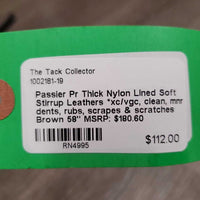 The Tack Collector
1002181-19
Passier Pr Thick Nylon Lined Soft
Stirrup Leathers *xc/vgc, clean, mnr
dents, rubs, scrapes & scratches
Brown 58" MSRP: $180.60
RN4995
$112.00